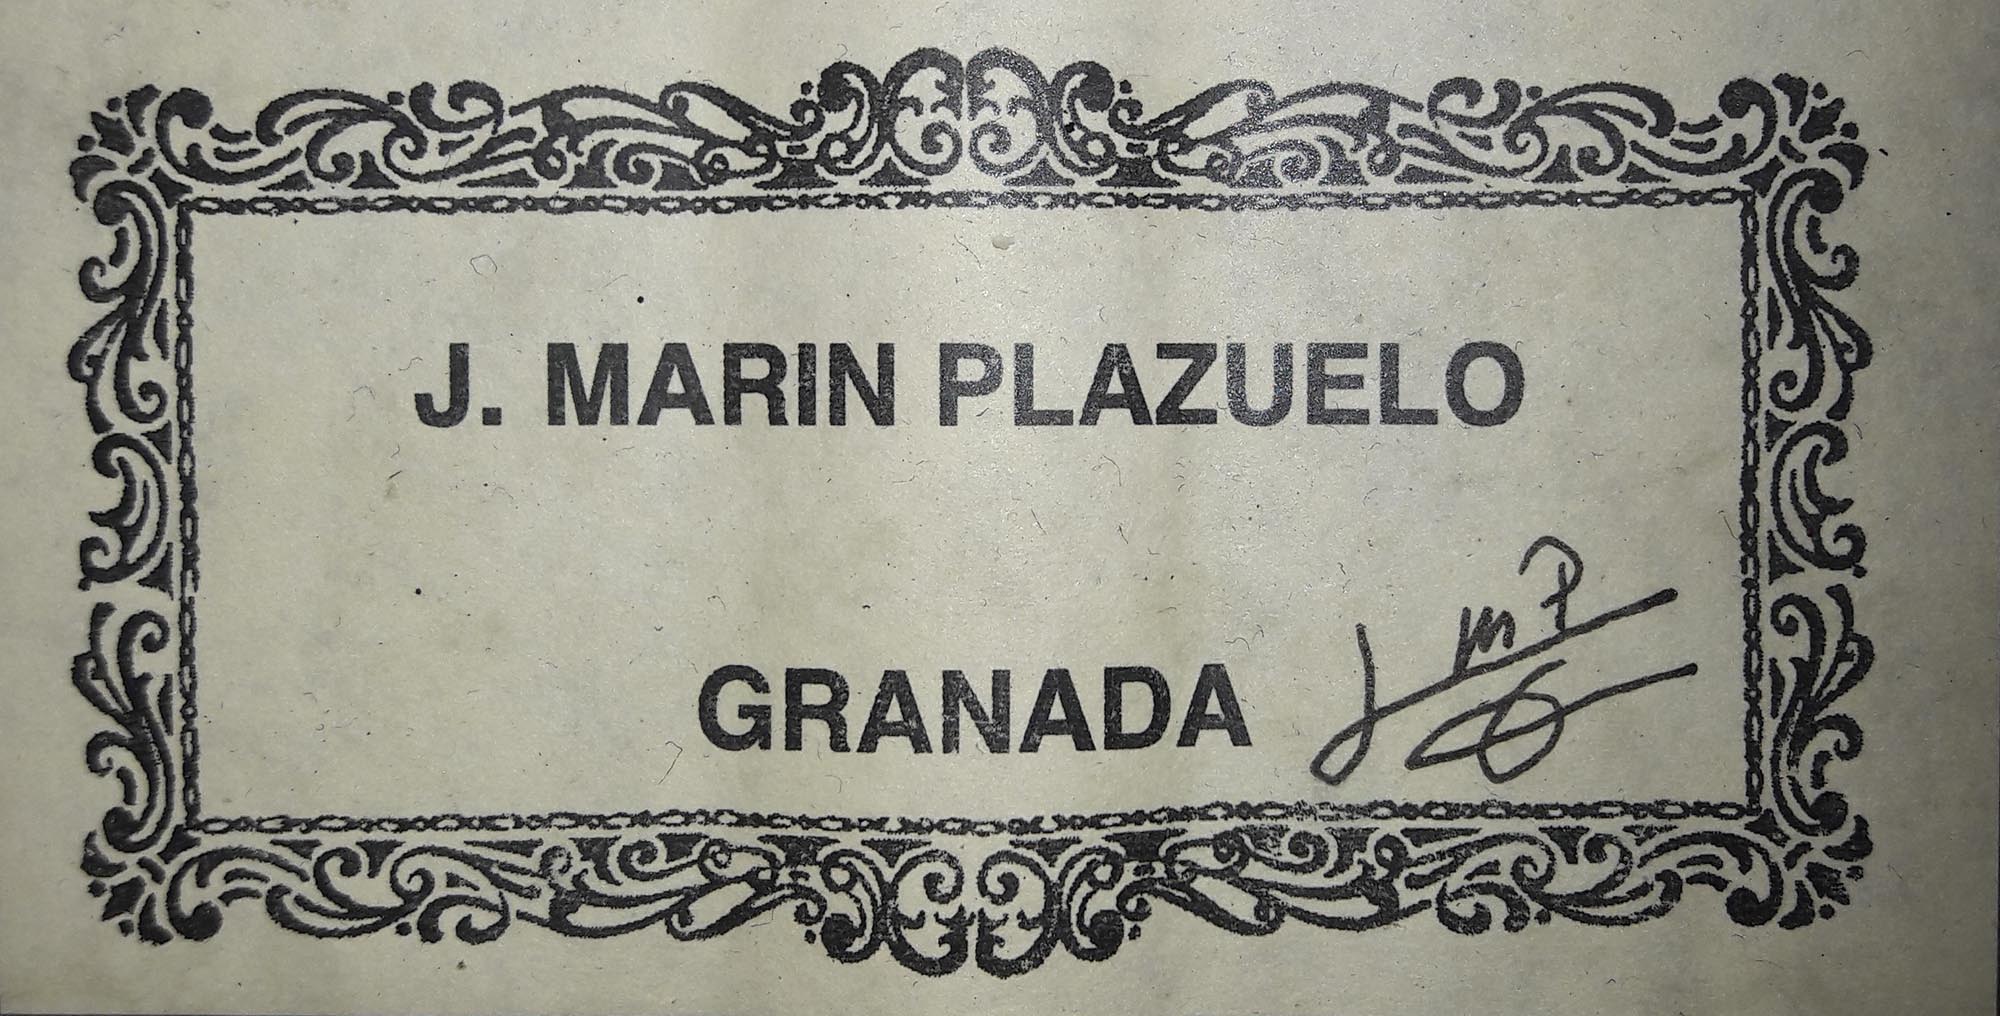 J. MARIN PLAZUELO
GRANADA
J M P